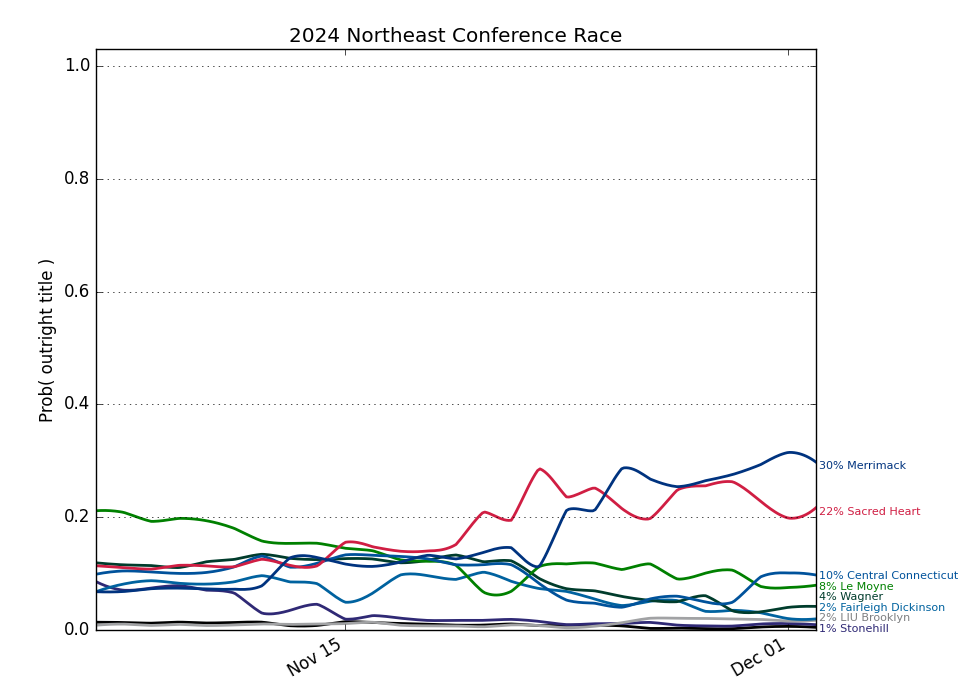 2024 Northeast Conference Race
Prob( outright title )
1.0
0.8
0.6
0.4
0.2
0.0
Nov 15
Dec 01
30% Merrimack
22% Sacred Heart
10% Central Connecticut
8% Le Moyne
4% Wagner
2% Fairleigh Dickinson
2% LIU Brooklyn
1% Stonehill